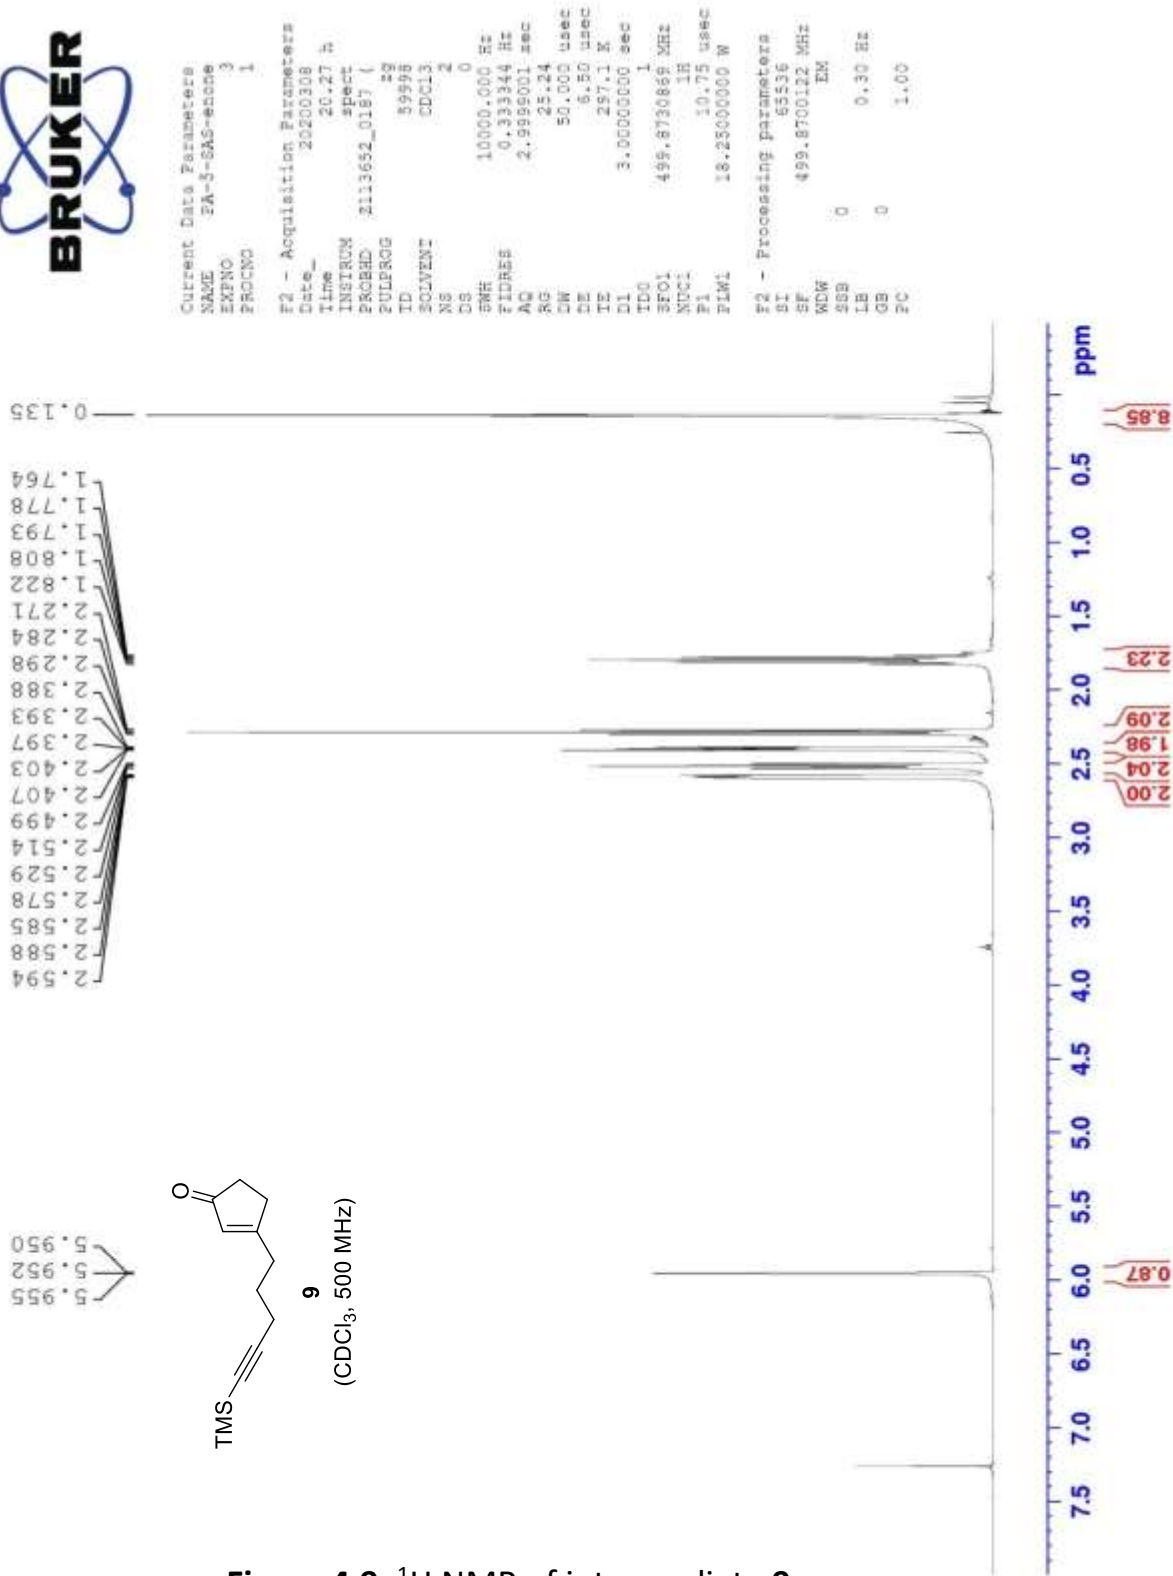 BRUKER
Current Data Parameters
NAME PA-5-SAS-enone
EXPNO 3
PROCNO 1
F2 - Acquisition Parameters
Date_ 20200308
Time 20.27 h
INSTRUM spect
PROBHD Z113652_0187 (
PULPROG zg
TD 59998
SOLVENT CDCl3
NS 2
DS 0
SWH 10000.000 Hz
FIDRES 0.333344 Hz
AQ 2.9999001 sec
RG 25.24
DW 50.000 usec
DE 6.50 usec
TE 297.1 K
D1 3.00000000 sec
TD0 1
SFO1 499.8730869 MHz
NUC1 1H
P1 10.75 usec
PLW1 18.25000000 W
F2 - Processing parameters
SI 65536
SF 499.8700122 MHz
WDW EM
SSB 0
LB 0.30 Hz
GB 0
PC 1.00
5.955
5.952
5.950
2.594
2.588
2.585
2.578
2.529
2.514
2.499
2.407
2.403
2.397
2.393
2.388
2.298
2.284
2.271
1.822
1.808
1.793
1.778
1.764
0.135
TMS
O
9
(CDCl3, 500 MHz)
7.5 7.0 6.5 6.0 5.5 5.0 4.5 4.0 3.5 3.0 2.5 2.0 1.5 1.0 0.5 ppm
0.87
2.00
2.04
1.98
2.09
2.23
8.85